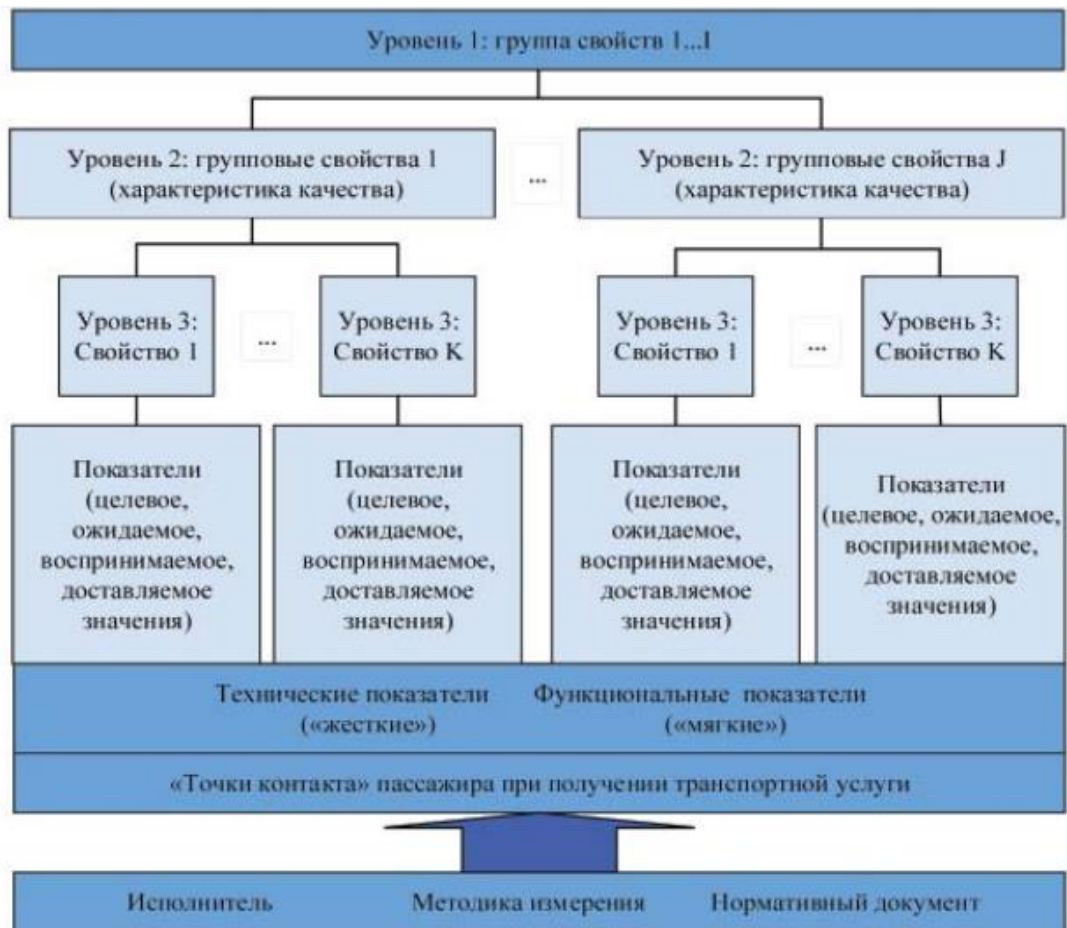 Уровень 1: группа свойств 1...I
Уровень 2: групповые свойства 1
(характеристика качества)
...
Уровень 2: групповые свойства J
(характеристика качества)
Уровень 3:
Свойство 1
...
Уровень 3:
Свойство K
Уровень 3:
Свойство 1
...
Уровень 3:
Свойство K
Показатели
(целевое,
ожидаемое,
воспринимаемое,
доставляемое
значения)
Показатели
(целевое,
ожидаемое,
воспринимаемое,
доставляемое
значения)
Показатели
(целевое,
ожидаемое,
воспринимаемое,
доставляемое
значения)
Показатели
(целевое, ожидаемое,
воспринимаемое,
доставляемое
значения)
Технические показатели
(«жесткие»)
Функциональные показатели
(«мягкие»)
«Точки контакта» пассажира при получении транспортной услуги
Исполнитель Методика измерения Нормативный документ